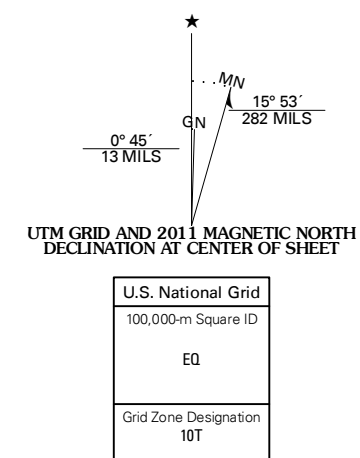 ★
MN
15° 53´
282 MILS
GN
0° 45´
13 MILS
UTM GRID AND 2011 MAGNETIC NORTH
DECLINATION AT CENTER OF SHEET
U.S. National Grid
100,000-m Square ID
EQ
Grid Zone Designation
10T